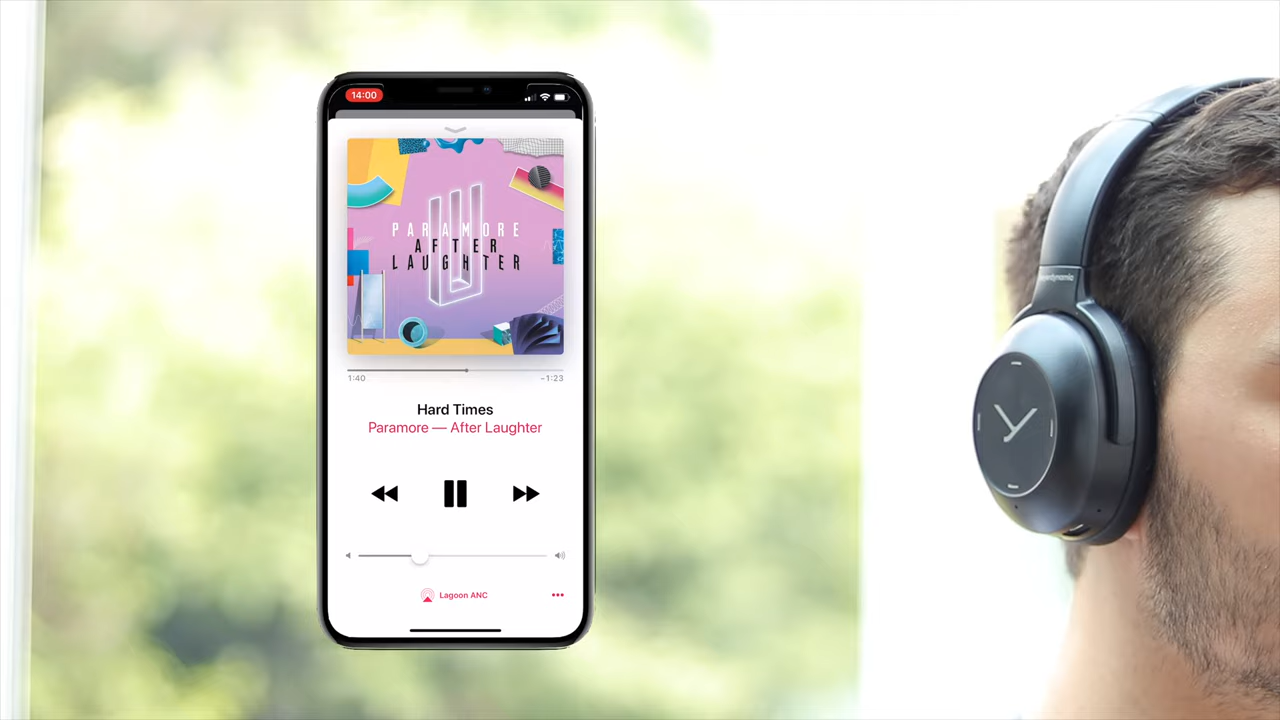 14:00
PARAMORE
AFTER
LAUGHTER
1:40
-1:23
Hard Times
Paramore — After Laughter
Lagoon ANC